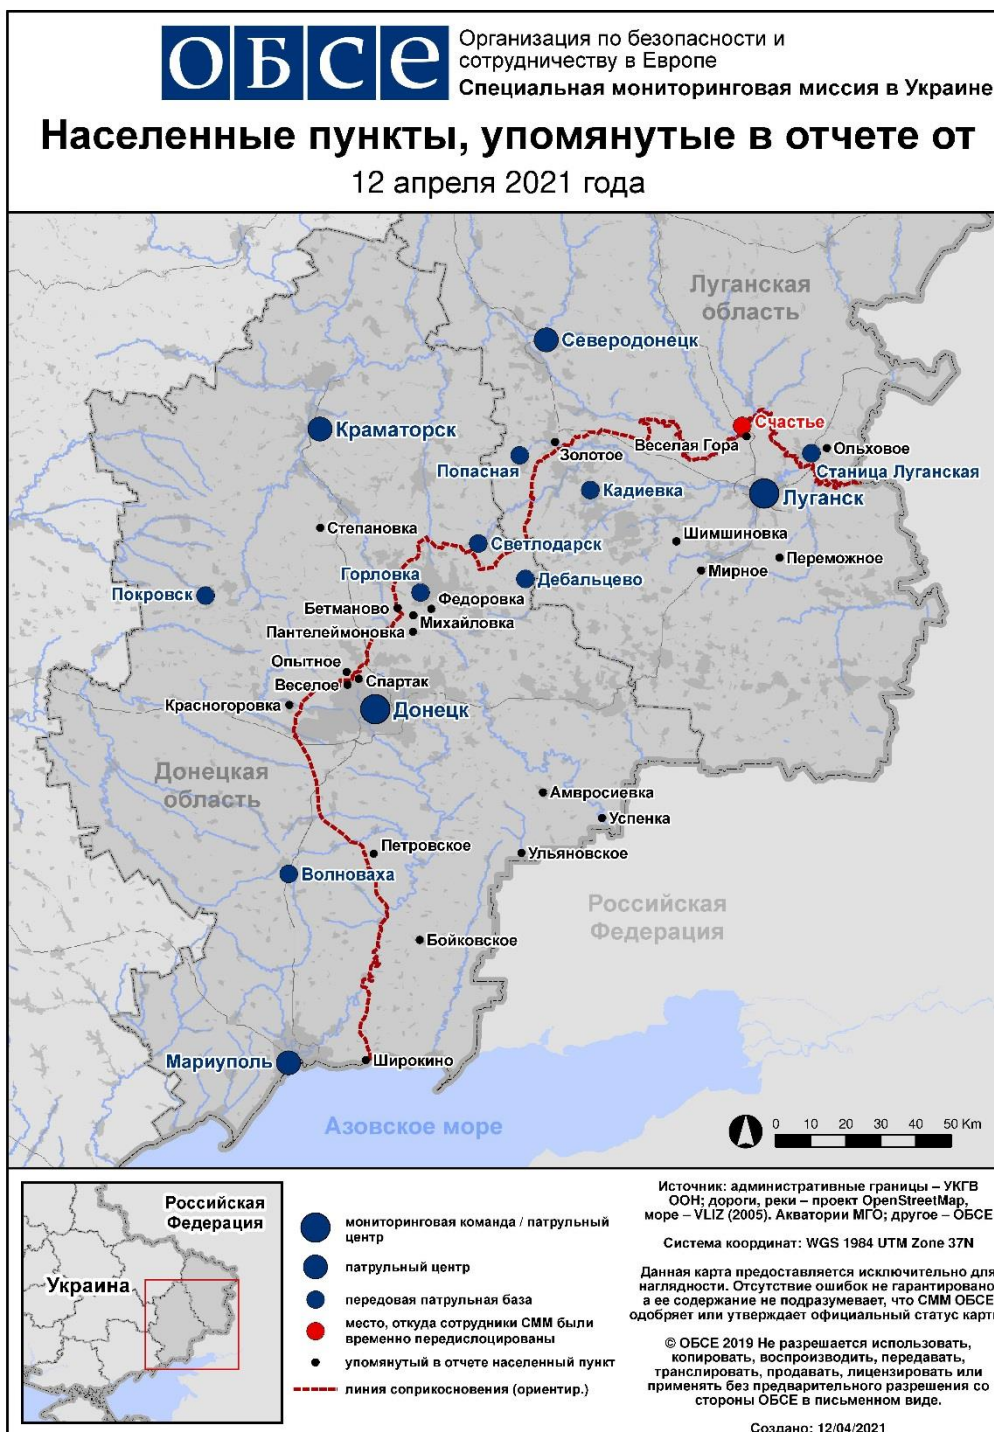 ОБСЕ
Организация по безопасности и
сотрудничеству в Европе
Специальная мониторинговая миссия в Украине
Населенные пункты, упомянутые в отчете от
12 апреля 2021 года
Луганская
область
Северодонецк
Счастье
Краматорск
Веселая Гора
Ольховое
Золотое
Попасная
Станица Луганская
Кадиевка
Луганск
Степановка
Шимшиновка
Светлодарск
Переможное
Мирное
Горловка
Дебальцево
Покровск
Бетманово
Федоровка
Михайловка
Пантелеймоновка
Опытное
Спартак
Веселое
Красногоровка
Донецк
Донецкая
область
Амвросиевка
Успенка
Петровское
Ульяновское
Волноваха
Российская
Федерация
Бойковское
Мариуполь
Широкино
Азовское море
0 10 20 30 40 50 Km
Российская
Федерация
Украина
мониторинговая команда / патрульный
центр
патрульный центр
передовая патрульная база
место, откуда сотрудники СММ были
временно передислоцированы
упомянутый в отчете населенный пункт
линия соприкосновения (ориентир.)
Источник: административные границы – УКГВ
ООН; дороги, реки – проект OpenStreetMap,
море – VLIZ (2005). Акватории МГО; другое – ОБСЕ
Система координат: WGS 1984 UTM Zone 37N
Данная карта предоставляется исключительно для
наглядности. Отсутствие ошибок не гарантировано
а ее содержание не подразумевает, что СММ ОБСЕ
одобряет или утверждает официальный статус карт
© ОБСЕ 2019 Не разрешается использовать,
копировать, воспроизводить, передавать,
транслировать, продавать, лицензировать или
применять без предварительного разрешения со
стороны ОБСЕ в письменном виде.
Создано: 12/04/2021